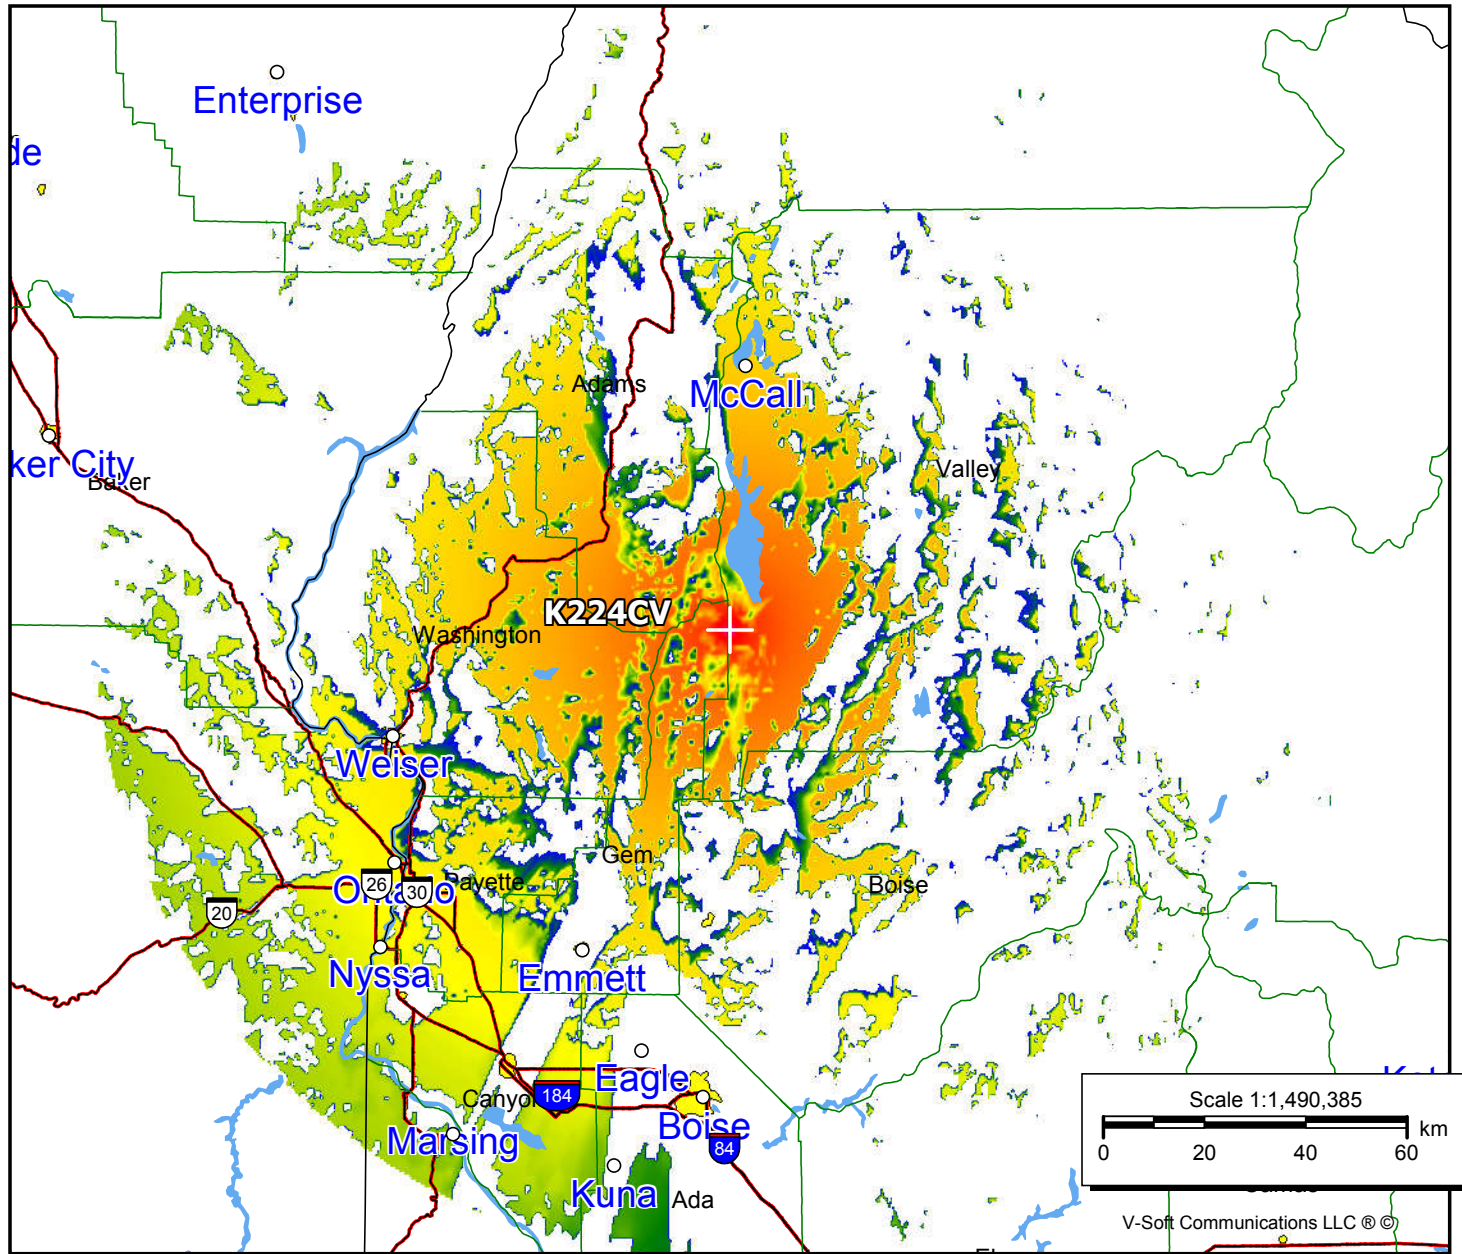 Enterprise
de
Adams
McCall
Valley
ker City
Baker
K224CV
Washington
Weiser
Gem
Boise
26
30
Payette
Ontario
20
Nyssa
Emmett
Eagle
184
Canyon
Boise
84
Marsing
Kuna
Ada
Scale 1:1,490,385
km
0 20 40 60
V-Soft Communications LLC ® ©